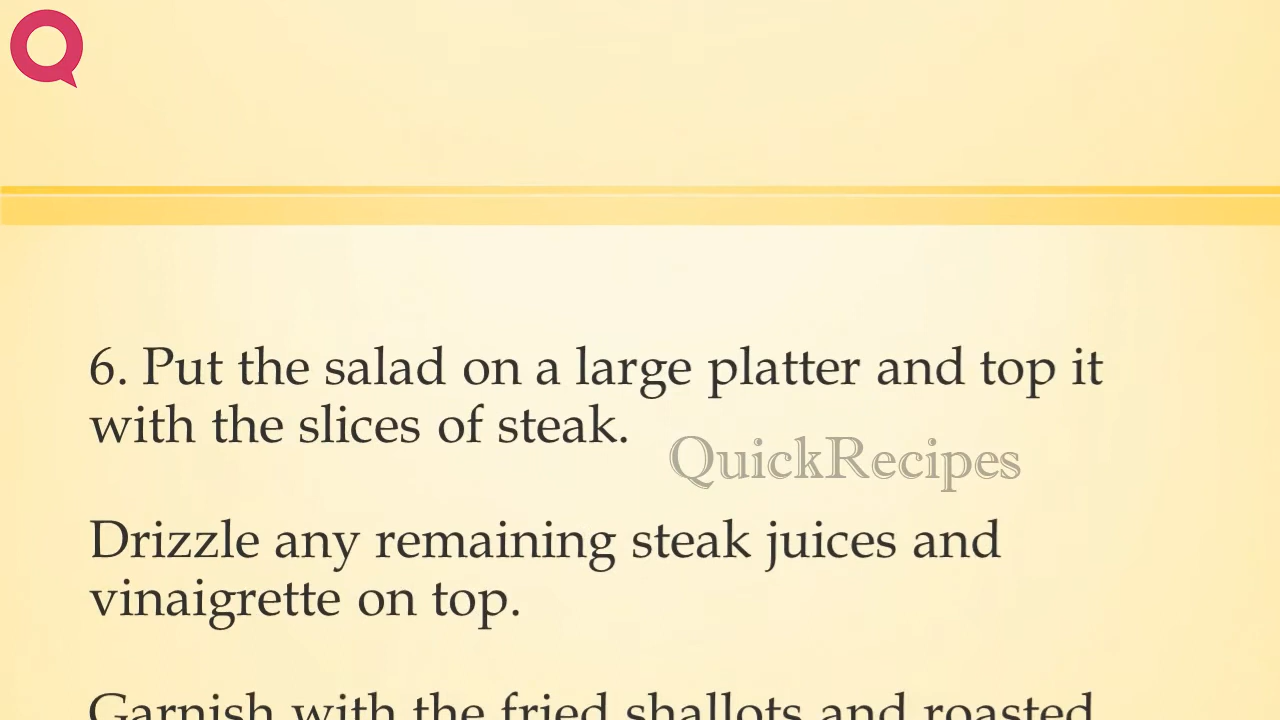 6. Put the salad on a large platter and top it
with the slices of steak.
QuickRecipes
Drizzle any remaining steak juices and
vinaigrette on top.
Garnish with the fried shallots and roasted